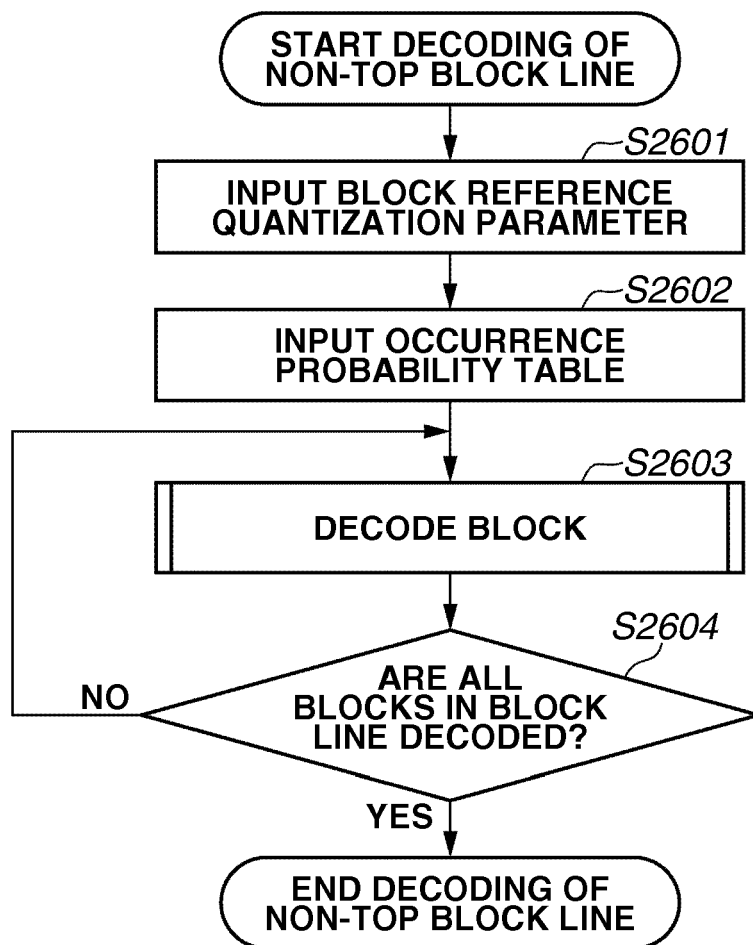 START DECODING OF
NON-TOP BLOCK LINE
S2601
INPUT BLOCK REFERENCE
QUANTIZATION PARAMETER
S2602
INPUT OCCURRENCE
PROBABILITY TABLE
S2603
DECODE BLOCK
S2604
ARE ALL
BLOCKS IN BLOCK
LINE DECODED?
NO
YES
END DECODING OF
NON-TOP BLOCK LINE